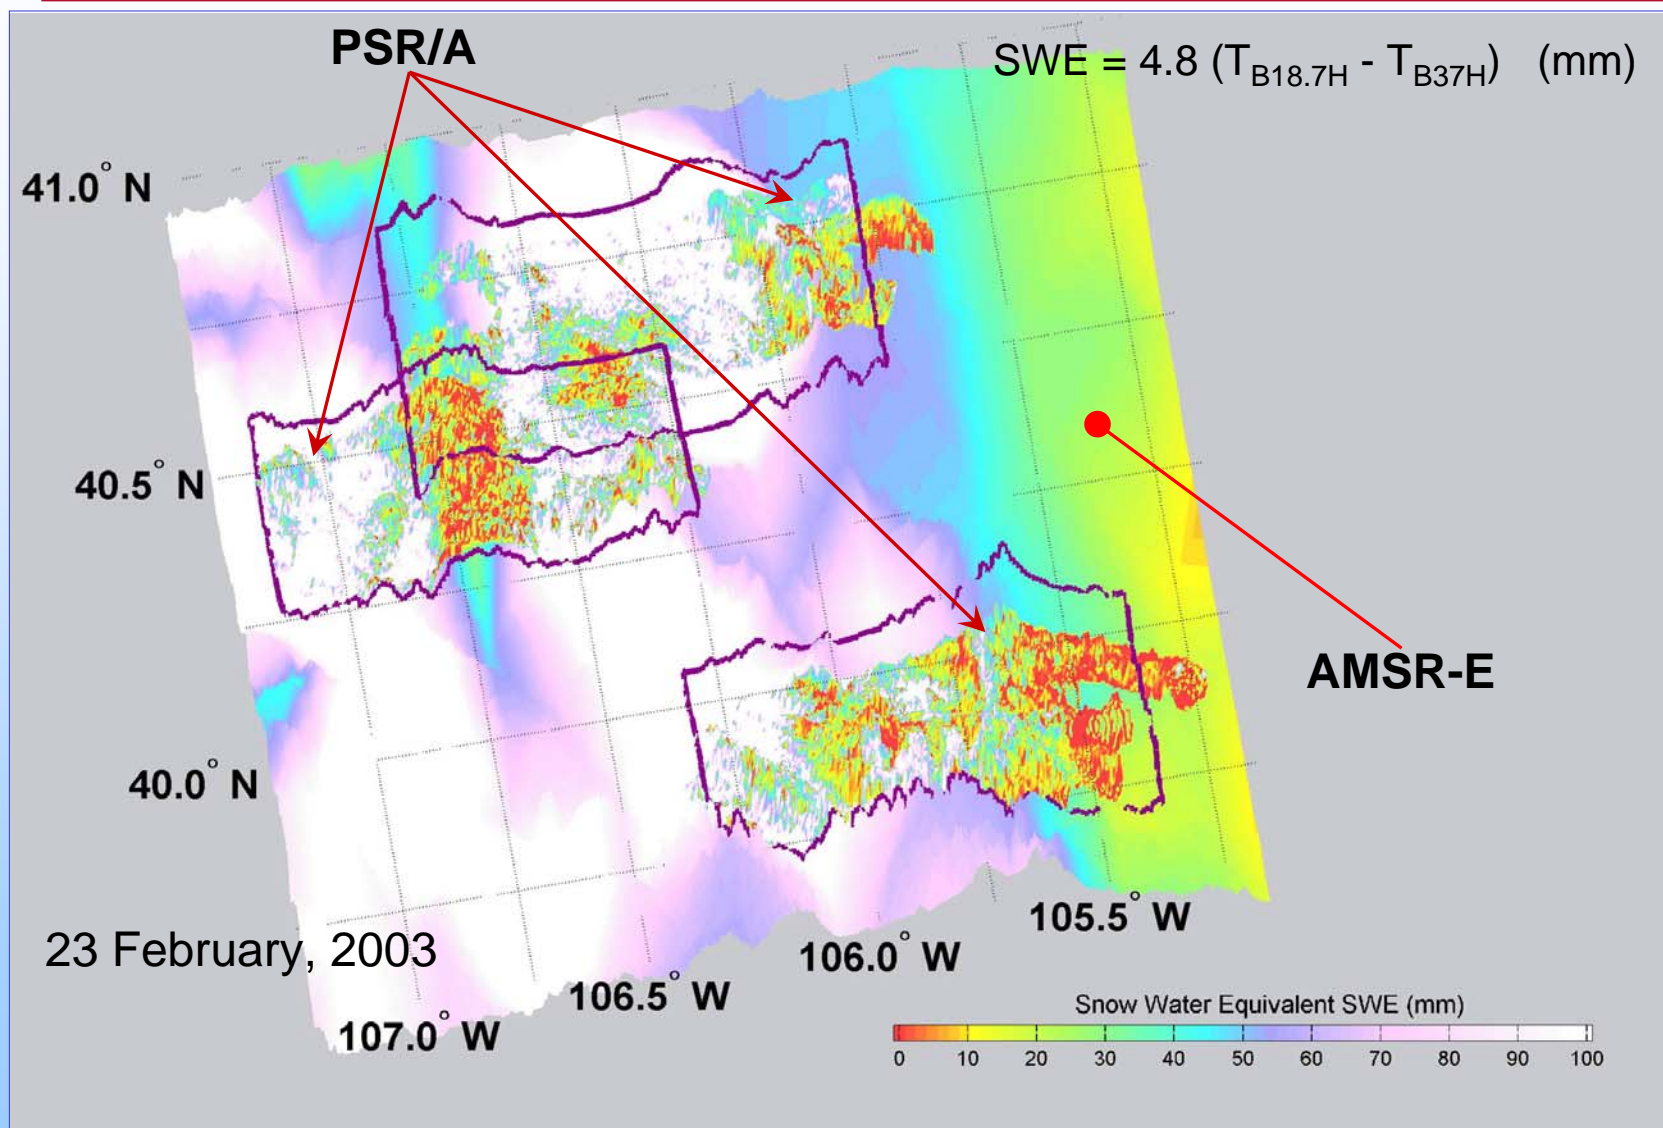 PSR/A
SWE = 4.8 (T_B18.7H - T_B37H) (mm)
41.0° N
40.5° N
AMSR-E
40.0° N
105.5° W
23 February, 2003
106.0° W
106.5° W
107.0° W
Snow Water Equivalent SWE (mm)
0 10 20 30 40 50 60 70 80 90 100